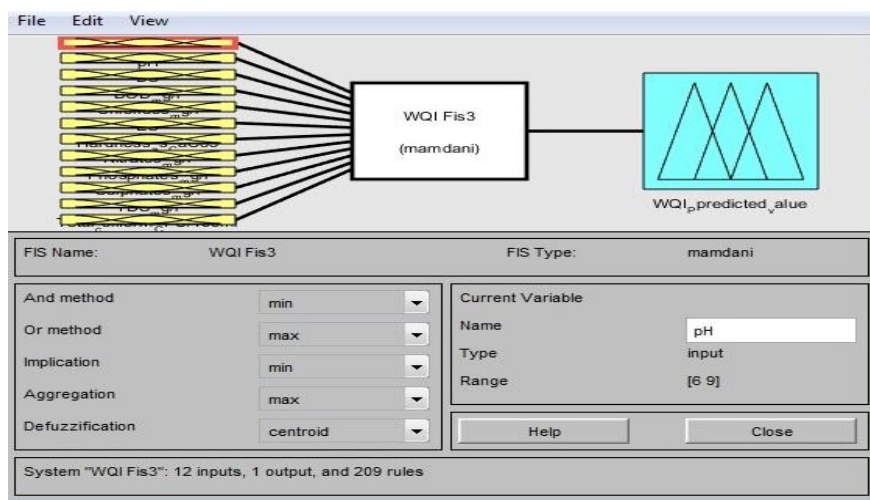 File Edit View
pH
WQI Fis3
(mamdani)
WQI_Ppredicted_value
FIS Name: WQI Fis3 FIS Type: mamdani
And method min
Or method max
Implication min
Aggregation max
Defuzzification centroid
Current Variable
Name pH
Type input
Range [6 9]
Help Close
System "WQI Fis3": 12 inputs, 1 output, and 209 rules